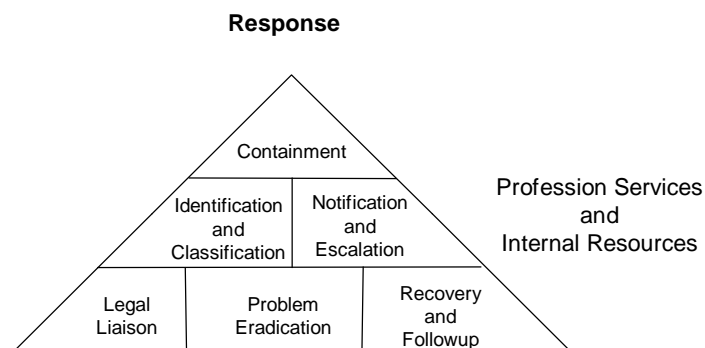 Response
Containment
Identification
and
Classification
Notification
and
Escalation
Profession Services
and
Internal Resources
Legal
Liaison
Problem
Eradication
Recovery
and
Followup